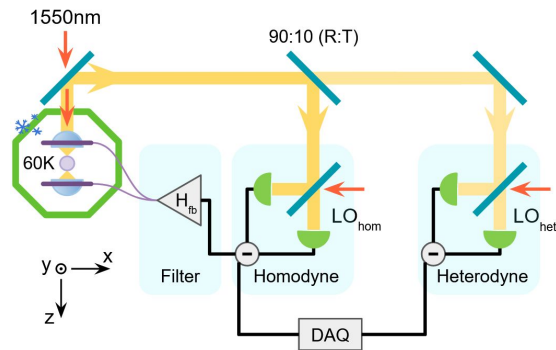 1550nm
90:10 (R:T)
60K
H_fb
LO_hom
LO_het
y
x
z
Filter
Homodyne
Heterodyne
-
-
DAQ